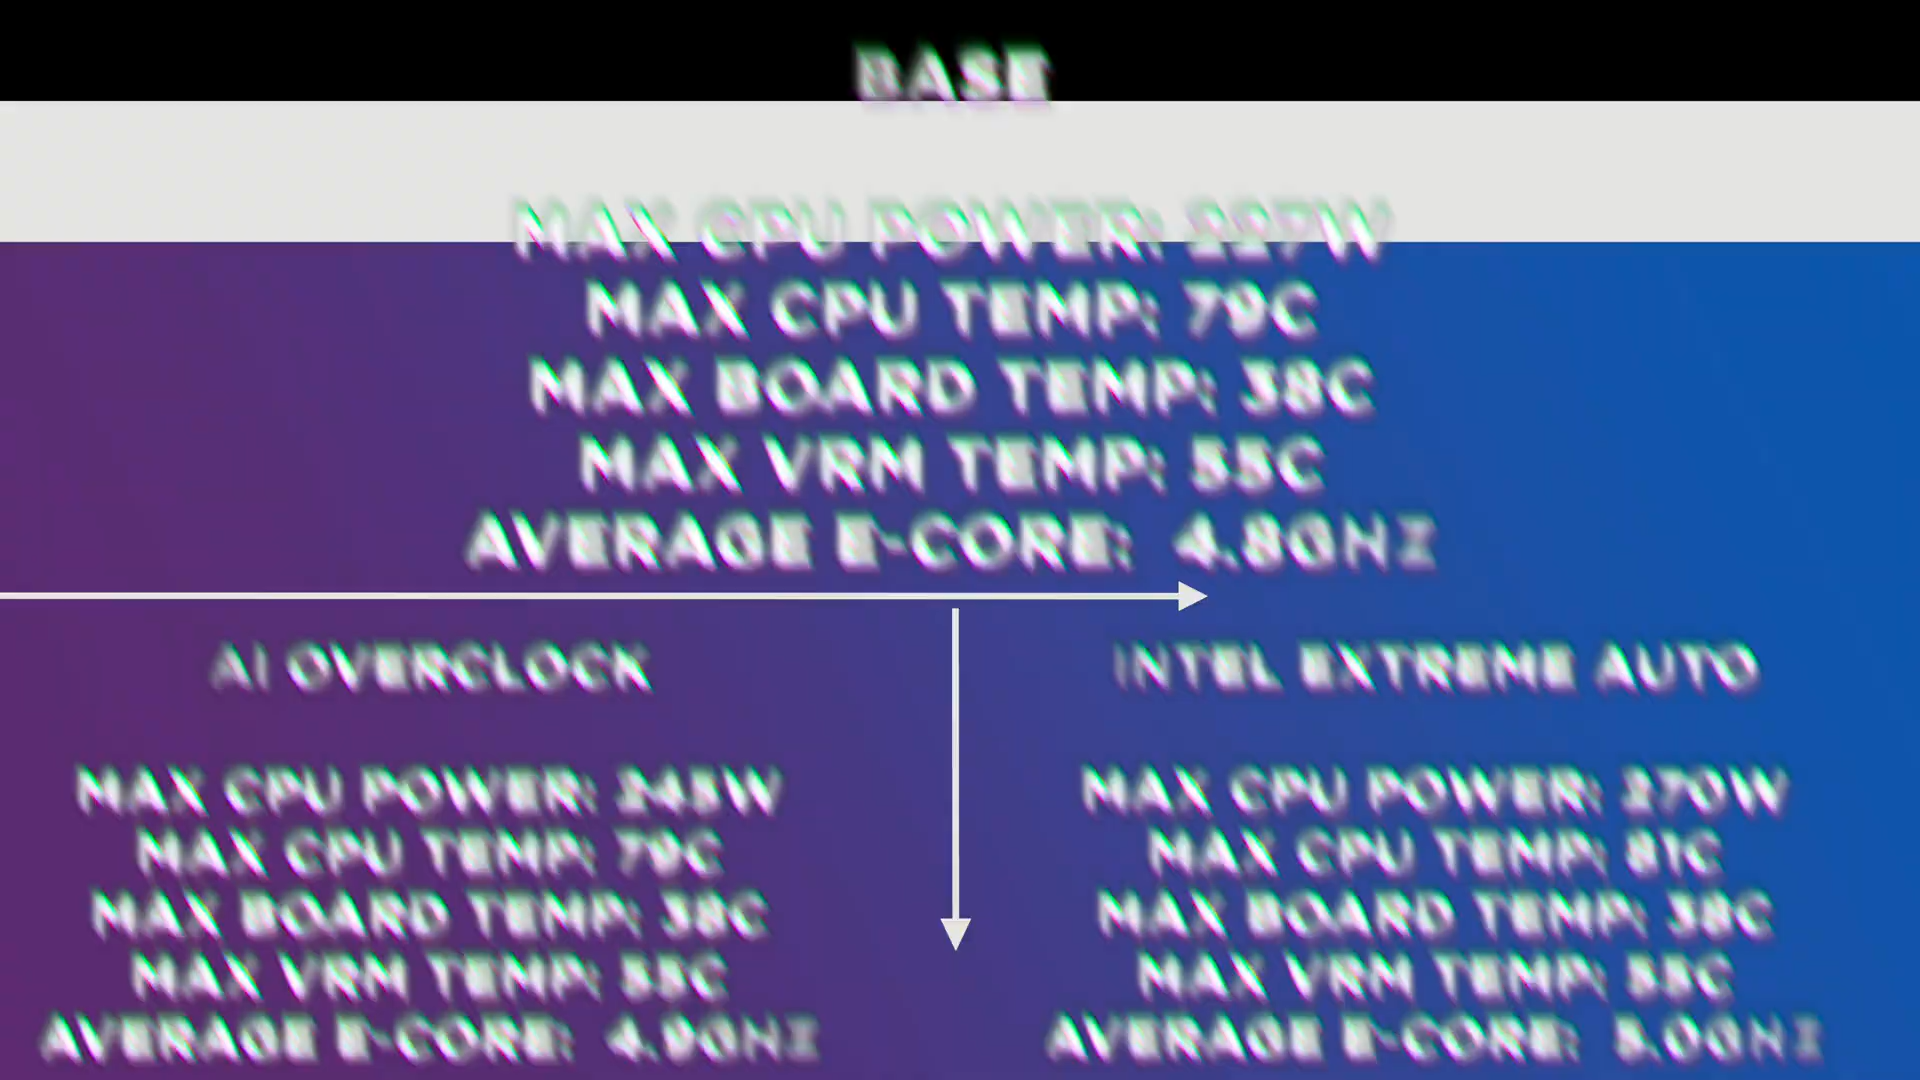 BASE
MAX CPU POWER: 227W
MAX CPU TEMP: 79C
MAX BOARD TEMP: 38C
MAX VRM TEMP: 55C
AVERAGE E-CORE: 4.8GHZ
AI OVERCLOCK
MAX CPU POWER: 245W
MAX CPU TEMP: 79C
MAX BOARD TEMP: 38C
MAX VRM TEMP: 55C
AVERAGE E-CORE: 4.9GHZ
INTEL EXTREME AUTO
MAX CPU POWER: 270W
MAX CPU TEMP: 81C
MAX BOARD TEMP: 38C
MAX VRM TEMP: 55C
AVERAGE E-CORE: 5.0GHZ